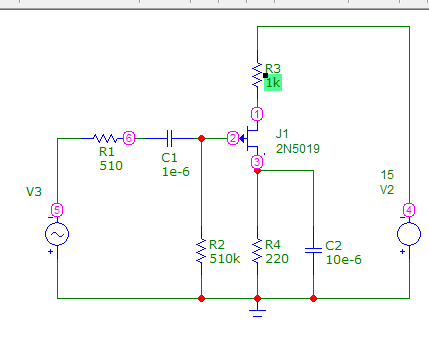 R3
1k
1
J1
2N5019
2
3
6
R1
510
C1
1e-6
V3
5
15
V2
4
R2
510k
R4
220
C2
10e-6
-
+
-
+